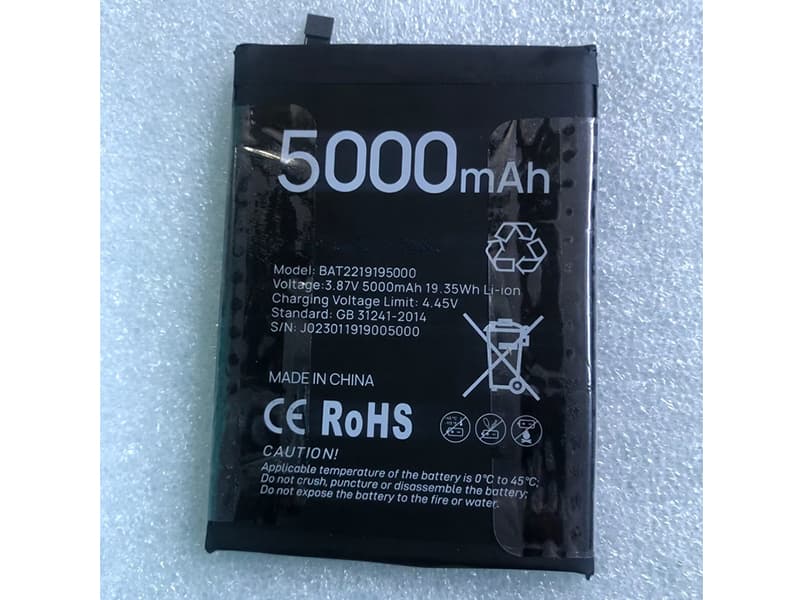 5000mAh
Model: BAT2219195000
Voltage:3.87V 5000mAh 19.35Wh Li-ion
Charging Voltage Limit: 4.45V
Standard: GB 31241-2014
S/N: J023011919005000
MADE IN CHINA
CE RoHS
CAUTION!
Applicable temperature of the battery is 0°C to 45°C;
Do not crush, puncture or disassemble the battery;
Do not expose the battery to the fire or water.